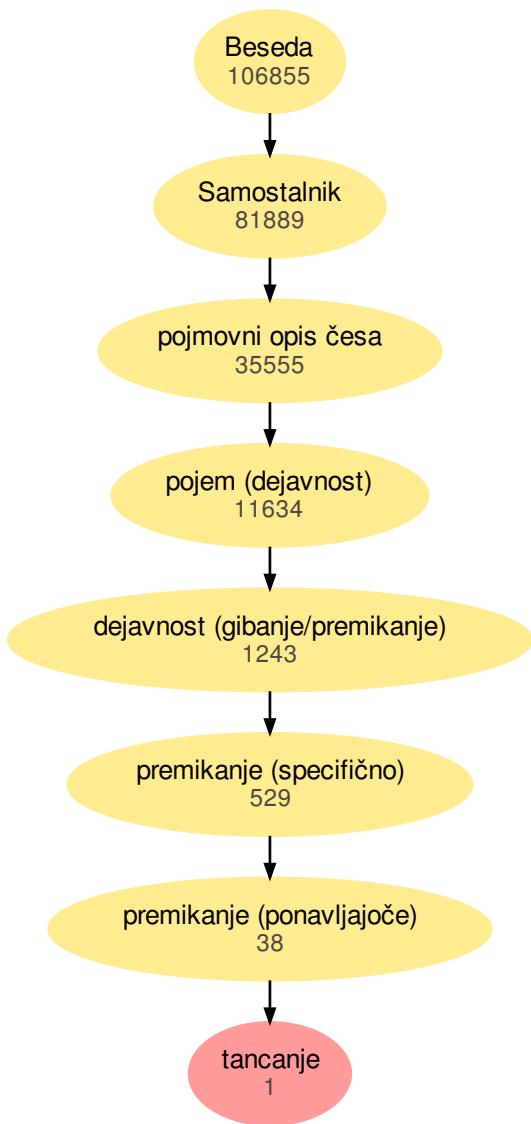 Beseda
106855
Samostalnik
81889
pojmovni opis česa
35555
pojem (dejavnost)
11634
dejavnost (gibanje/premikanje)
1243
premikanje (specifično)
529
premikanje (ponavljajoče)
38
tancanje
1